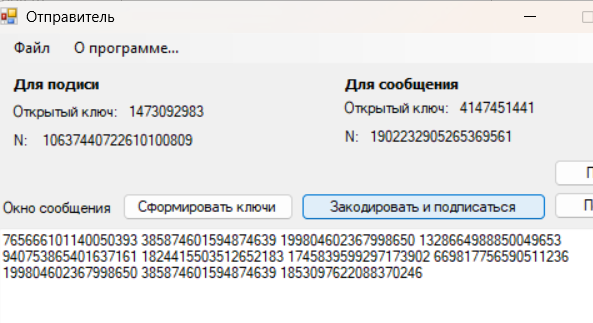 Отправитель
Файл О программе...
Для подиси Для сообщения
Открытый ключ: 1473092983 Открытый ключ: 4147451441
N: 10637440722610100809 N: 1902232905265369561
П
Окно сообщения Сформировать ключи Закодировать и подписаться П
765666101140050393 385874601594874639 199804602367998650 1328664988850049653
940753865401637161 1824415503512652183 1745839599297173902 669817756590511236
199804602367998650 385874601594874639 1853097622088370246